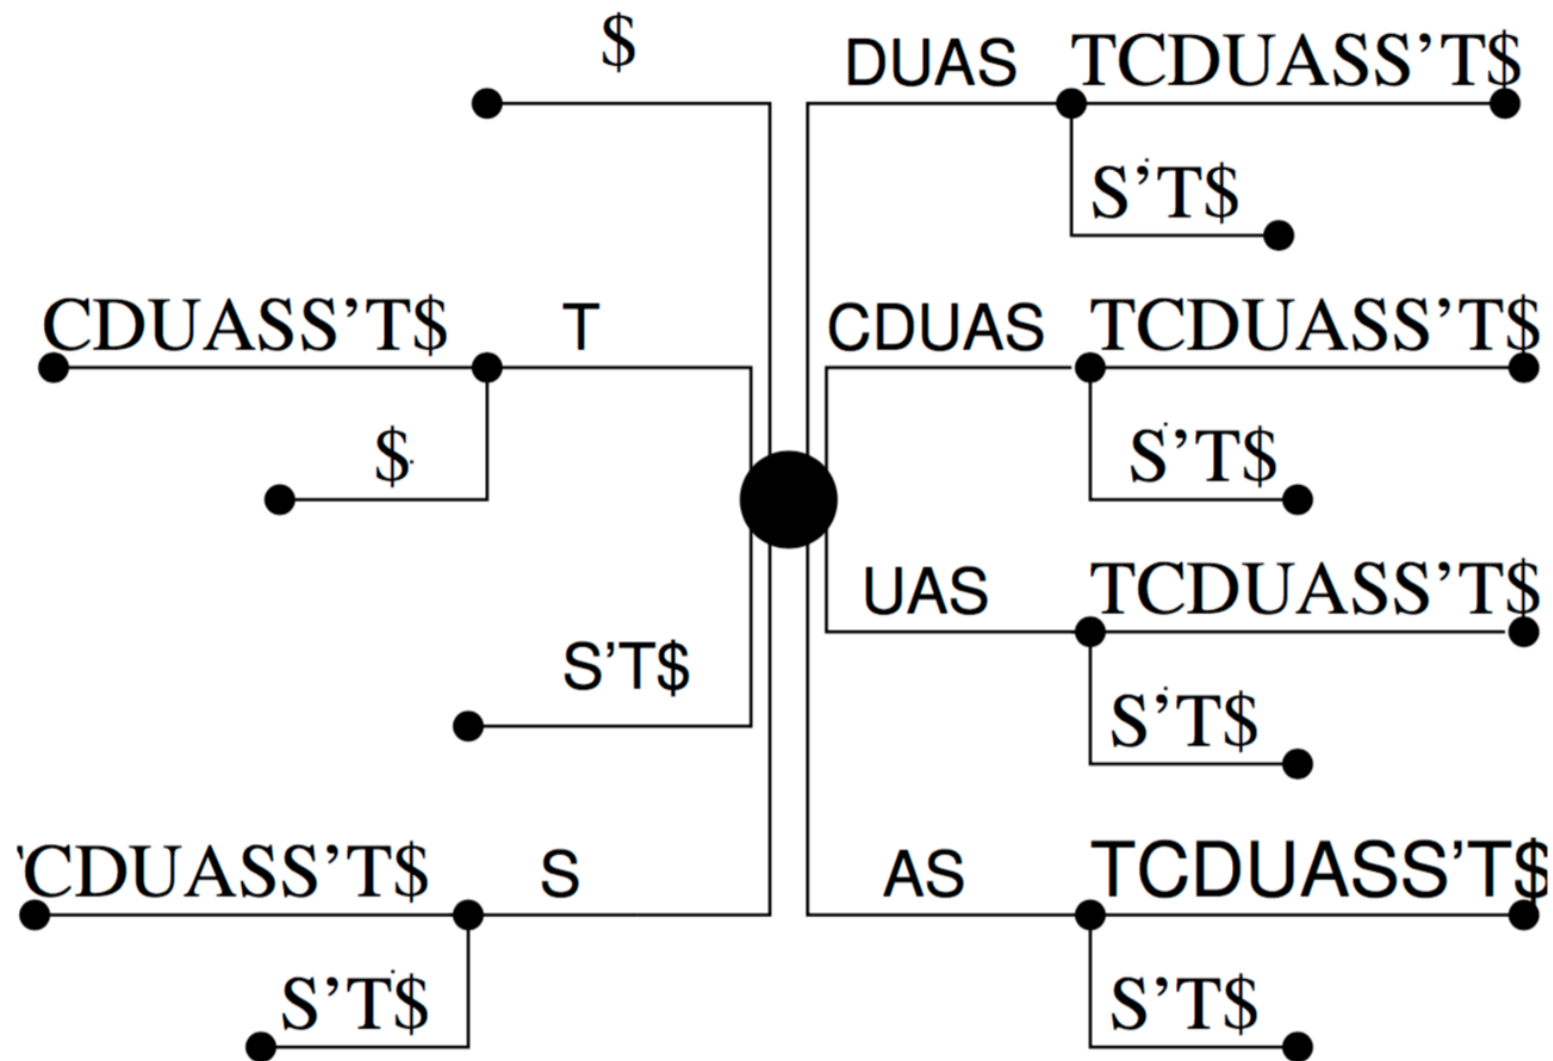 $
DUAS TCDUASS’T$
S’T$
CDUASS’T$ T
CDUAS TCDUASS’T$
$
S’T$
UAS TCDUASS’T$
S’T$
S’T$
'CDUASS’T$ S
AS TCDUASS’T$
S’T$
S’T$